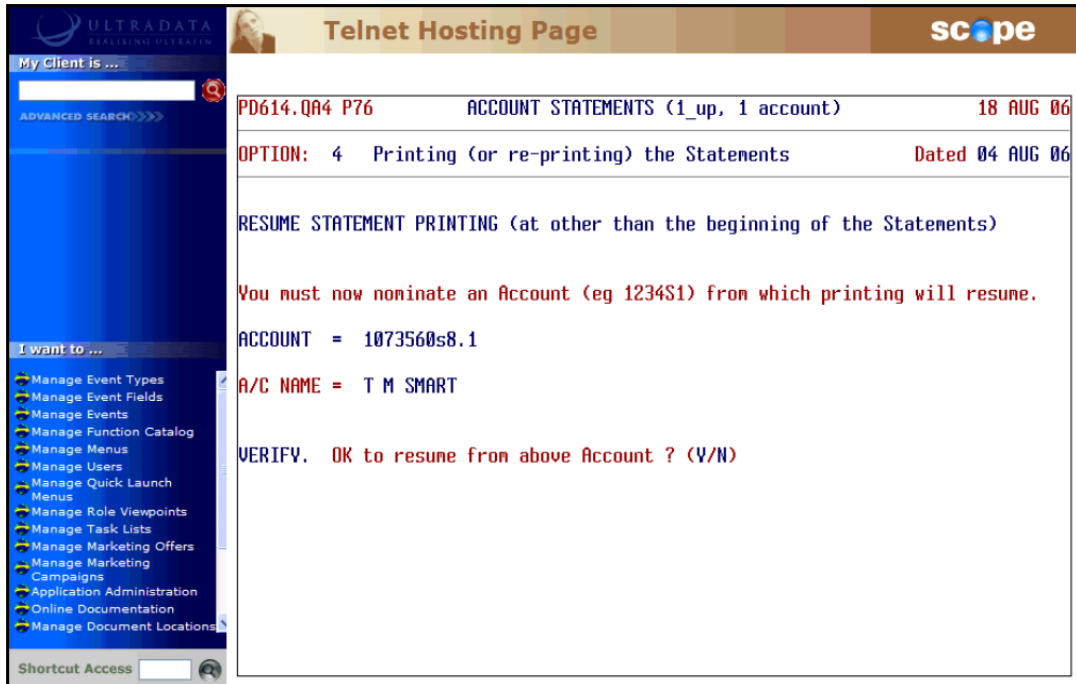 ULTRADATA
Telnet Hosting Page
scope
My Client is ...
ADVANCED SEARCH
PD614.QA4 P76 ACCOUNT STATEMENTS (1_up, 1 account) 18 AUG 06
OPTION: 4 Printing (or re-printing) the Statements Dated 04 AUG 06
RESUME STATEMENT PRINTING (at other than the beginning of the Statements)
You must now nominate an Account (eg 1234S1) from which printing will resume.
ACCOUNT = 1073560s8.1
A/C NAME = T M SMART
VERIFY. OK to resume from above Account ? (Y/N)
I want to ...
Manage Event Types
Manage Event Fields
Manage Events
Manage Function Catalog
Manage Menus
Manage Users
Manage Quick Launch
Menus
Manage Role Viewpoints
Manage Task Lists
Manage Marketing Offers
Manage Marketing
Campaigns
Application Administration
Online Documentation
Manage Document Locations
Shortcut Access